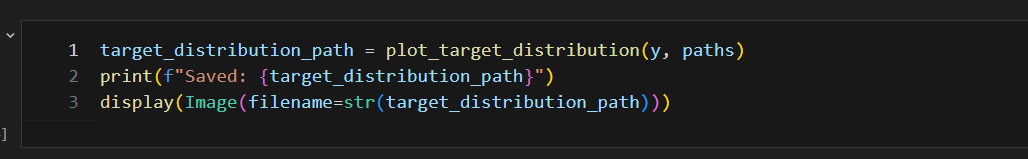 1 target_distribution_path = plot_target_distribution(y, paths)
2 print(f"Saved: {target_distribution_path}")
3 display(Image(filename=str(target_distribution_path)))
]